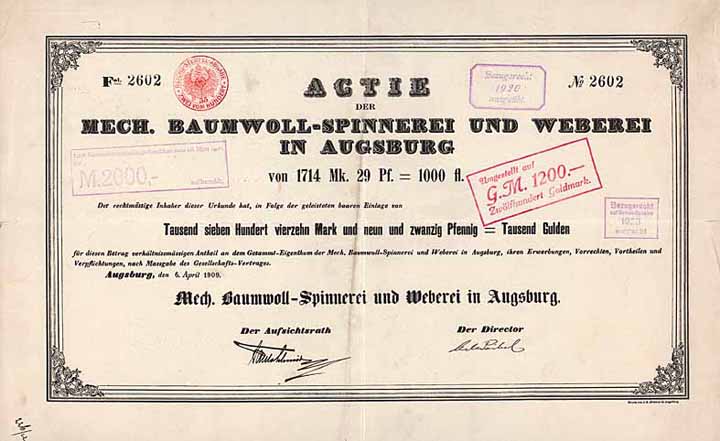 Fol. 2602
ACTIE
№ 2602
Bezugsrecht
1920
ausgeübt.
DER
MECH. BAUMWOLL-SPINNEREI UND WEBEREI
IN AUGSBURG
von 1714 Mk. 29 Pf. = 1000 fl.
M. 2000.-
Umgestellt auf
G.M. 1200.-
Zwölfhundert Goldmark.
Bezugsrecht
1923
Der rechtmässige Inhaber dieser Urkunde hat, in Folge der geleisteten baaren Einlage von
Tausend sieben Hundert vierzehn Mark und neun und zwanzig Pfennig = Tausend Gulden
für diesen Betrag verhältnissmässigen Antheil an dem Gesammt-Eigenthum der Mech. Baumwoll-Spinnerei und Weberei in Augsburg, ihren Erwerbungen, Vorrechten, Vortheilen und
Verpflichtungen, nach Massgabe des Gesellschafts-Vertrages.
Augsburg, den 6. April 1909.
Mech. Baumwoll-Spinnerei und Weberei in Augsburg.
Der Aufsichtsrath
Der Director